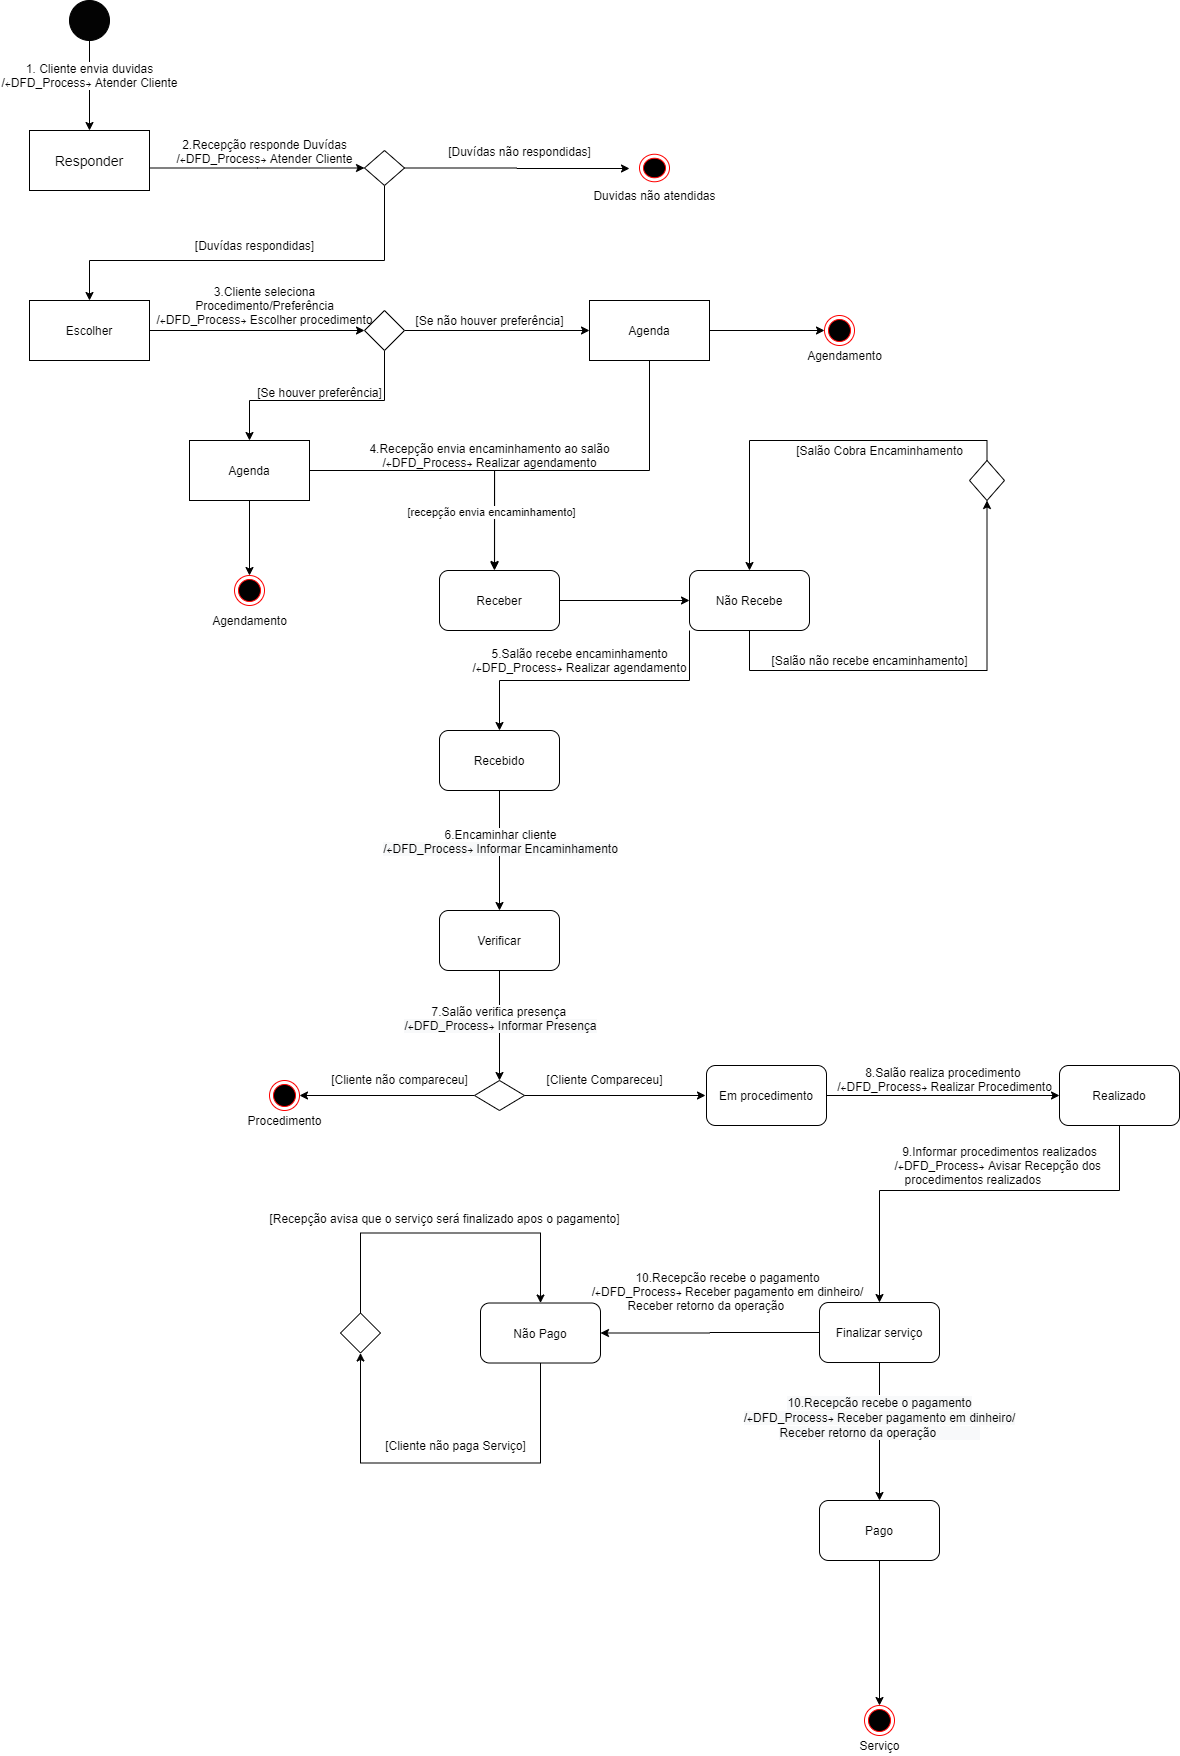 1. Cliente envia duvidas
/+DFD_Process+ Atender Cliente
Responder
2.Recepção responde Duvídas
/+DFD_Process+ Atender Cliente
[Duvídas não respondidas]
Duvidas não atendidas
[Duvídas respondidas]
Escolher
3.Cliente seleciona
Procedimento/Preferência
/+DFD_Process+ Escolher procedimento
[Se não houver preferência]
Agenda
Agendamento
[Se houver preferência]
Agenda
4.Recepção envia encaminhamento ao salão
/+DFD_Process+ Realizar agendamento
[Salão Cobra Encaminhamento
[recepção envia encaminhamento]
Agendamento
Receber
Não Recebe
5.Salão recebe encaminhamento
/+DFD_Process+ Realizar agendamento
[Salão não recebe encaminhamento]
Recebido
6.Encaminhar cliente
/+DFD_Process+ Informar Encaminhamento
Verificar
7.Salão verifica presença
/+DFD_Process+ Informar Presença
[Cliente não compareceu]
[Cliente Compareceu]
Procedimento
Em procedimento
8.Salão realiza procedimento
/+DFD_Process+ Realizar Procedimento
Realizado
9.Informar procedimentos realizados
/+DFD_Process+ Avisar Recepção dos
procedimentos realizados
[Recepção avisa que o serviço será finalizado apos o pagamento]
10.Recepcão recebe o pagamento
/+DFD_Process+ Receber pagamento em dinheiro/
Receber retorno da operação
Não Pago
Finalizar serviço
10.Recepcão recebe o pagamento
/+DFD_Process+ Receber pagamento em dinheiro/
Receber retorno da operação
[Cliente não paga Serviço]
Pago
Serviço